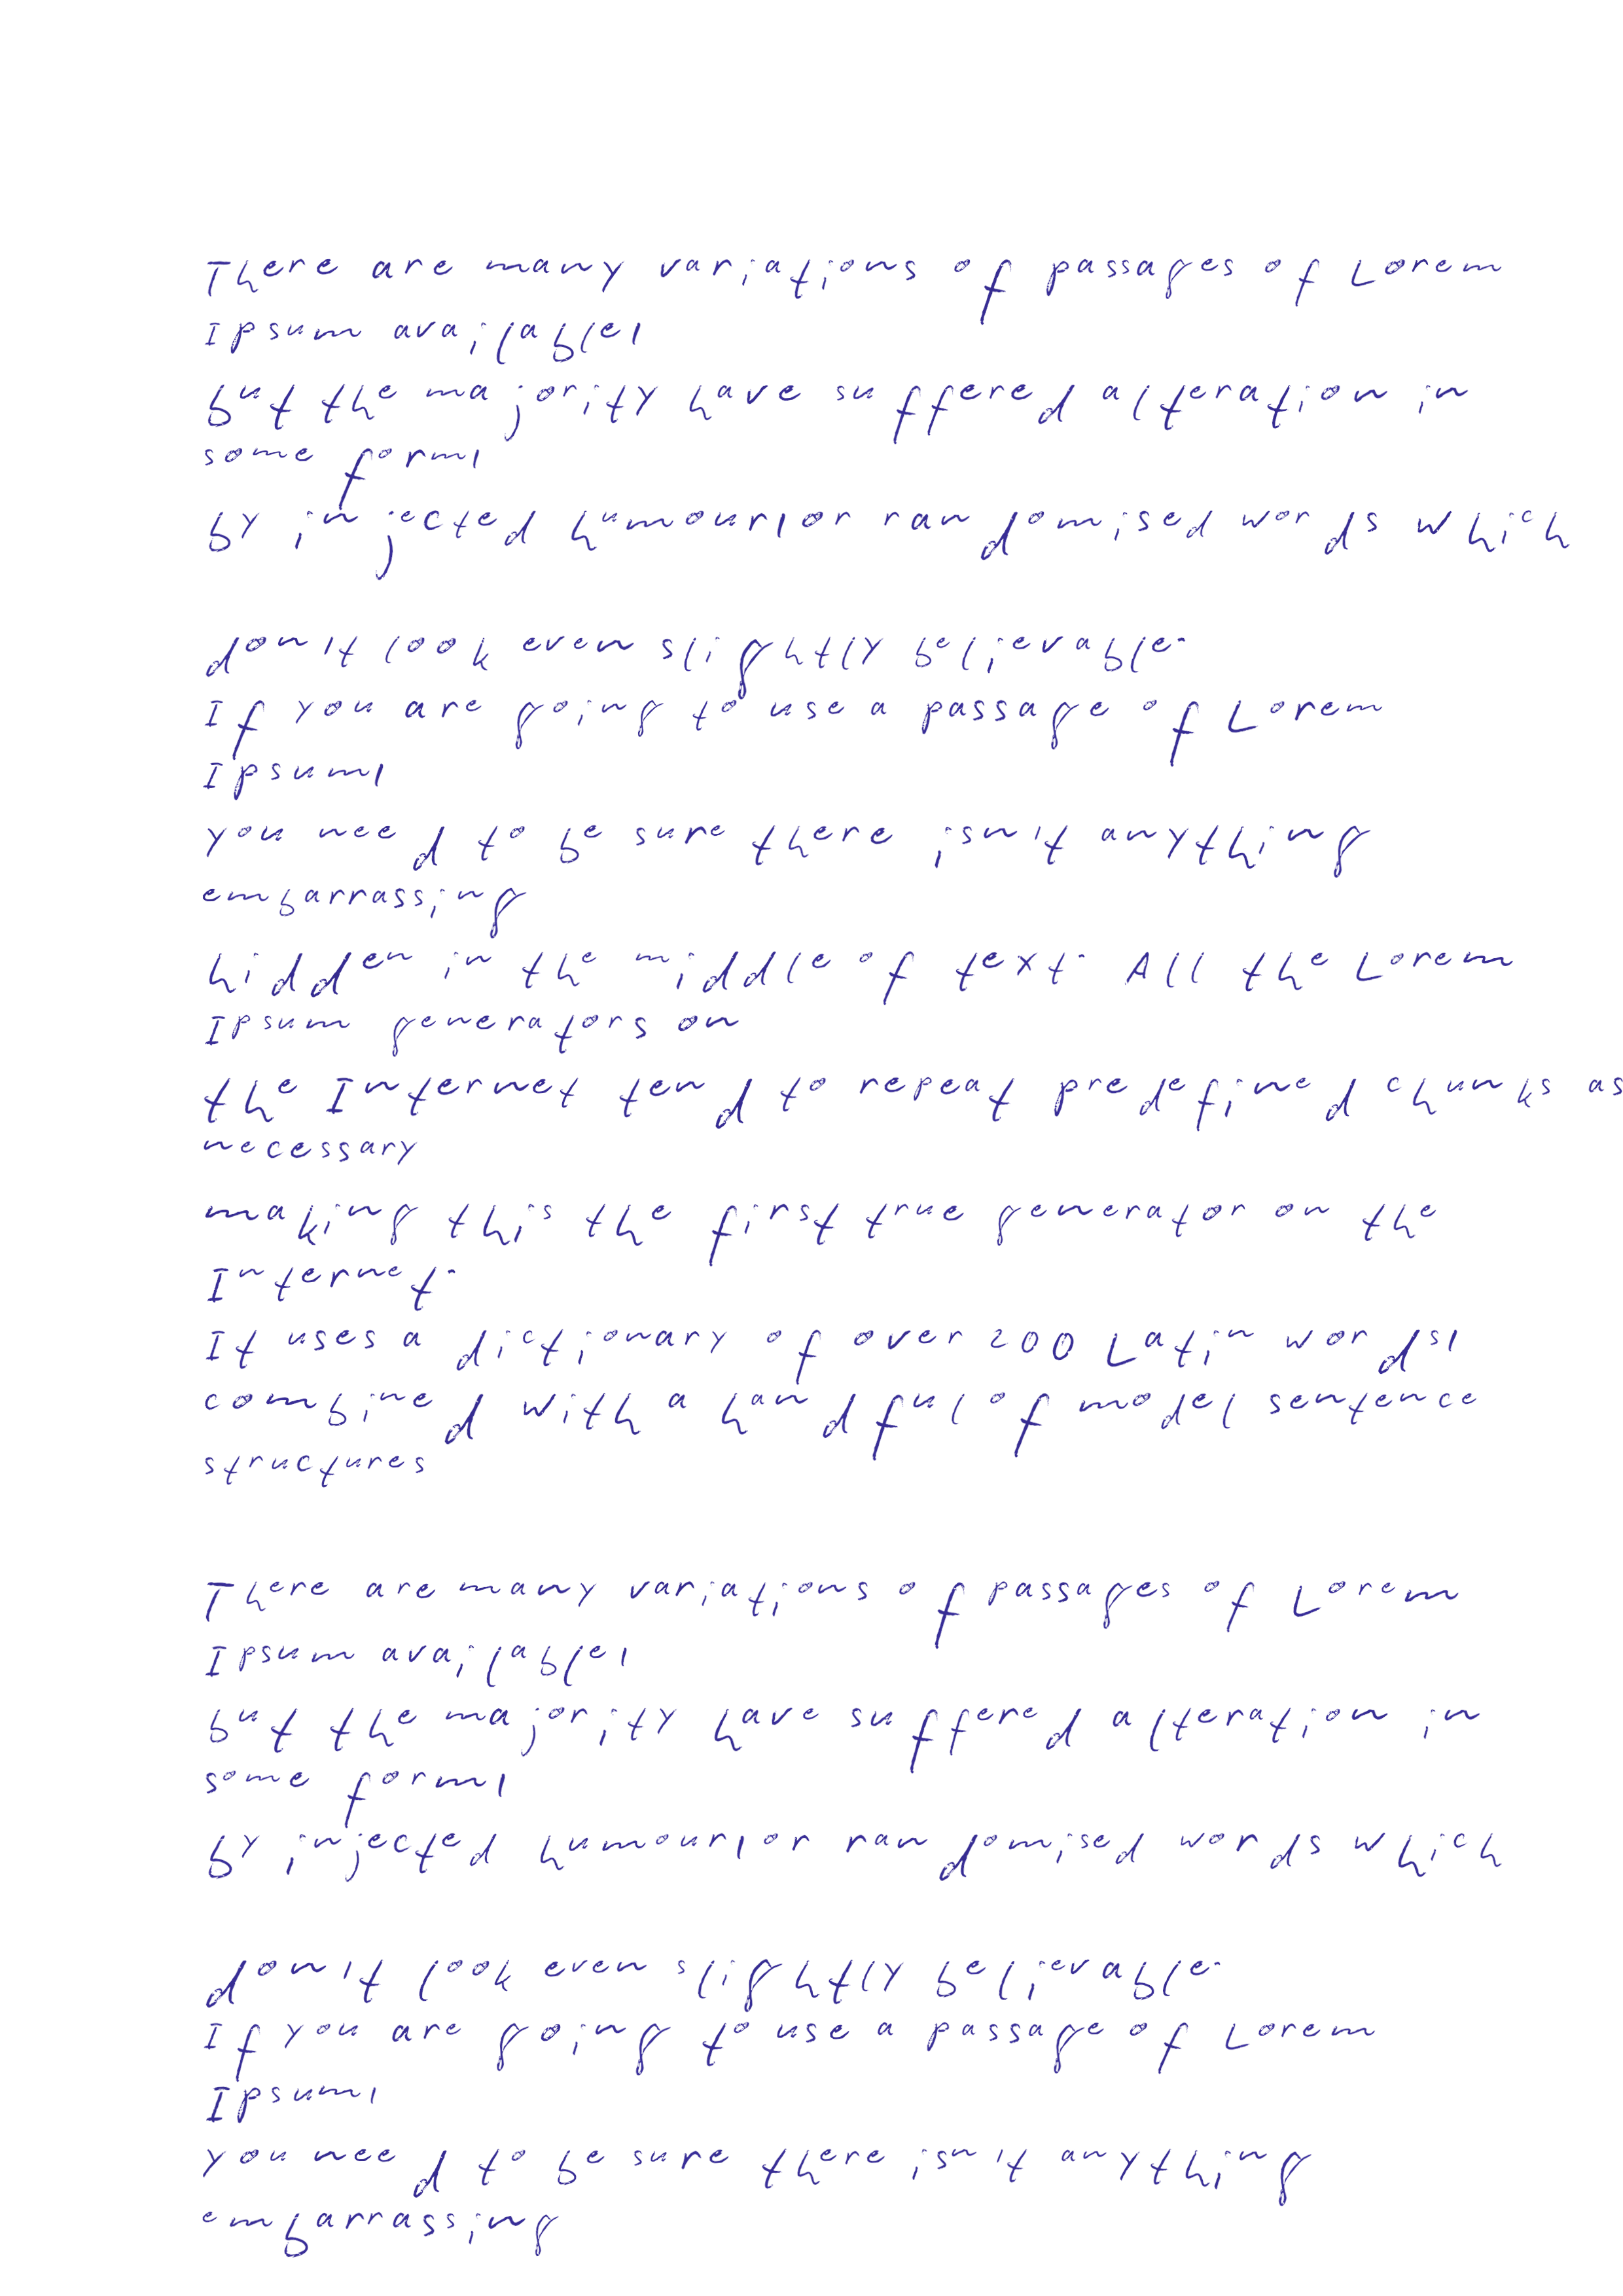 There are many variations of passages of Lorem
Ipsum available,
but the majority have suffered alteration in
some form,
by injected humour,or randomised words which
don't look even slightly believable.
If you are going to use a passage of Lorem
Ipsum,
you need to be sure there isn't anything
embarrassing
hidden in the middle of text. All the Lorem
Ipsum generators on
the Internet tend to repeat predefined chunks as
necessary
making this the first true generator on the
Internet.
It uses a dictionary of over 200 Latin words,
combined with a handful of model sentence
structures
There are many variations of passages of Lorem
Ipsum available,
but the majority have suffered alteration in
some form,
by injected humour,or randomised words which
don't look even slightly believable.
If you are going to use a passage of Lorem
Ipsum,
you need to be sure there isn't anything
embarrassing